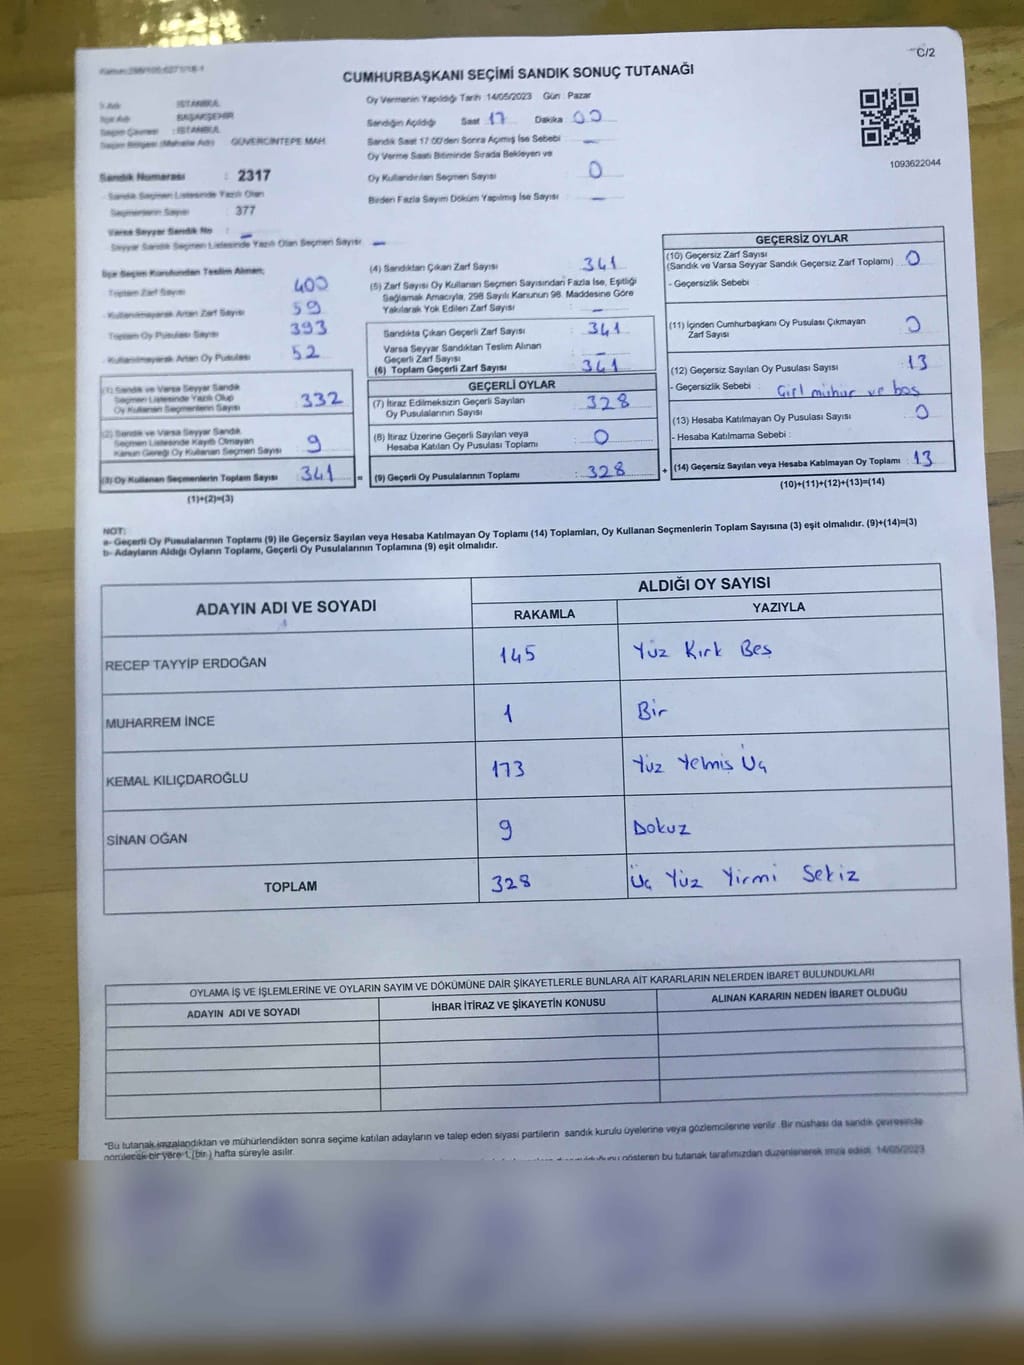 C/2
CUMHURBAŞKANI SEÇİMİ SANDIK SONUÇ TUTANAĞI
İli Adı : İSTANBUL
İlçe Adı : BAŞAKŞEHİR
Seçim Çevresi : İSTANBUL
Seçim Bölgesi (Mahalle Adı) GÜVERCİNTEPE MAH
Sandık Numarası : 2317
Sandık Seçmen Listesinde Yazılı Olan
Seçmenlerin Sayısı : 377
Varsa Seyyar Sandık No : -
Seyyar Sandık Seçmen Listesinde Yazılı Olan Seçmen Sayısı -
Oy Vermenin Yapıldığı Tarih :14/05/2023 Gün : Pazar
Sandığın Açıldığı Saat : 17 Dakika : 00
Sandık Saat 17:00'den Sonra Açılmış İse Sebebi : -
Oy Verme Saati Bitiminde Sırada Bekleyen ve
Oy Kullandırılan Seçmen Sayısı : 0
Birden Fazla Sayım Döküm Yapılmış İse Sayısı : -
1093622044
İlçe Seçim Kurulundan Teslim Alınan;
Toplam Zarf Sayısı 400
- Kullanılmayarak Artan Zarf Sayısı 59
Toplam Oy Pusulası Sayısı 393
- Kullanılmayarak Artan Oy Pusulası 52
(1) Sandık ve Varsa Seyyar Sandık
Seçmen Listesinde Yazılı Olup
Oy Kullanan Seçmenlerin Sayısı : 332
(2) Sandık ve Varsa Seyyar Sandık
Seçmen Listesinde Kayıtlı Olmayan
Kanun Gereği Oy Kullanan Seçmen Sayısı : 9
(3) Oy Kullanan Seçmenlerin Toplam Sayısı : 341 =
(1)+(2)=(3)
(4) Sandıktan Çıkan Zarf Sayısı : 341
(5) Zarf Sayısı Oy Kullanan Seçmen Sayısından Fazla İse, Eşitliği
Sağlamak Amacıyla, 298 Sayılı Kanunun 98. Maddesine Göre
Yakılarak Yok Edilen Zarf Sayısı : -
Sandıkta Çıkan Geçerli Zarf Sayısı : 341
Varsa Seyyar Sandıktan Teslim Alınan
Geçerli Zarf Sayısı : -
(6) Toplam Geçerli Zarf Sayısı : 341
GEÇERLİ OYLAR
(7) İtiraz Edilmeksizin Geçerli Sayılan
Oy Pusulalarının Sayısı : 328
(8) İtiraz Üzerine Geçerli Sayılan veya
Hesaba Katılan Oy Pusulası Toplamı : 0
(9) Geçerli Oy Pusulalarının Toplamı : 328 +
GEÇERSİZ OYLAR
(10) Geçersiz Zarf Sayısı
(Sandık ve Varsa Seyyar Sandık Geçersiz Zarf Toplamı) : 0
- Geçersizlik Sebebi :
(11) İçinden Cumhurbaşkanı Oy Pusulası Çıkmayan
Zarf Sayısı : 0
(12) Geçersiz Sayılan Oy Pusulası Sayısı : 13
- Geçersizlik Sebebi : Çift mühür ve boş
(13) Hesaba Katılmayan Oy Pusulası Sayısı : 0
- Hesaba Katılmama Sebebi :
(14) Geçersiz Sayılan veya Hesaba Katılmayan Oy Toplamı : 13
(10)+(11)+(12)+(13)=(14)
NOT:
a- Geçerli Oy Pusulalarının Toplamı (9) ile Geçersiz Sayılan veya Hesaba Katılmayan Oy Toplamı (14) Toplamları, Oy Kullanan Seçmenlerin Toplam Sayısına (3) eşit olmalıdır. (9)+(14)=(3)
b- Adayların Aldığı Oyların Toplamı, Geçerli Oy Pusulalarının Toplamına (9) eşit olmalıdır.
ADAYIN ADI VE SOYADI
ALDIĞI OY SAYISI
RAKAMLA YAZIYLA
RECEP TAYYİP ERDOĞAN 145 Yüz Kırk Beş
MUHARREM İNCE 1 Bir
KEMAL KILIÇDAROĞLU 173 Yüz Yetmiş Üç
SİNAN OĞAN 9 Dokuz
TOPLAM 328 Üç Yüz Yirmi Sekiz
OYLAMA İŞ VE İŞLEMLERİNE VE OYLARIN SAYIM VE DÖKÜMÜNE DAİR ŞİKAYETLERLE BUNLARA AİT KARARLARIN NELERDEN İBARET BULUNDUKLARI
ADAYIN ADI VE SOYADI İHBAR İTİRAZ VE ŞİKAYETİN KONUSU ALINAN KARARIN NEDEN İBARET OLDUĞU
*Bu tutanak imzalandıktan ve mühürlendikten sonra seçime katılan adayların ve talep eden siyasi partilerin sandık kurulu üyelerine veya gözlemcilerine verilir. Bir nüshası da sandık çevresinde
görülecek bir yere 1 (bir ) hafta süreyle asılır.
gösteren bu tutanak tarafımızdan düzenlenerek imza edildi. 14/05/2023